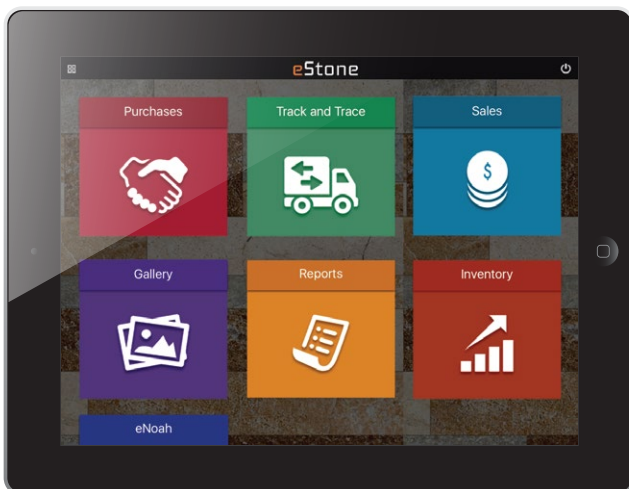 eStone
Purchases
Track and Trace
Sales
$
Gallery
Reports
Inventory
eNoah